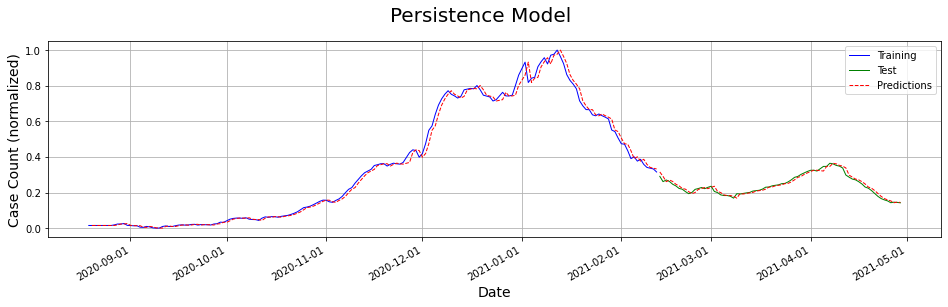 Persistence Model
Case Count (normalized)
1.0
0.8
0.6
0.4
0.2
0.0
Training
Test
Predictions
2020-09-01
2020-10-01
2020-11-01
2020-12-01
2021-01-01
2021-02-01
2021-03-01
2021-04-01
2021-05-01
Date